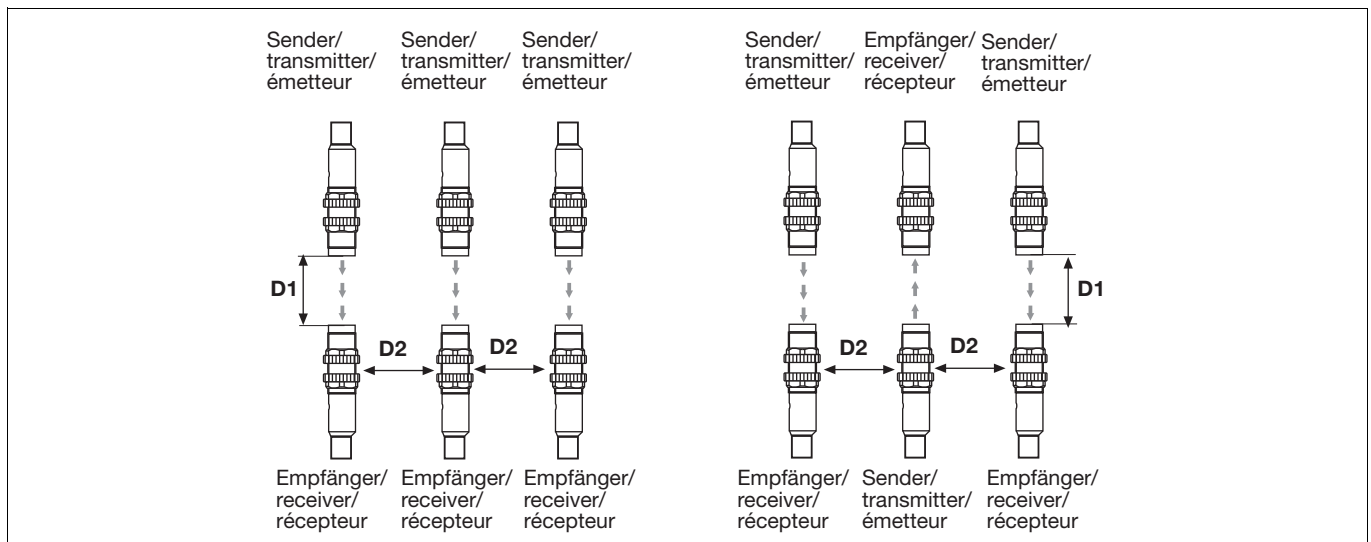 Sender/
transmitter/
émetteur
Sender/
transmitter/
émetteur
Sender/
transmitter/
émetteur
Sender/
transmitter/
émetteur
Empfänger/
receiver/
récepteur
Sender/
transmitter/
émetteur
D1
D1
D2
D2
D2
D2
Empfänger/
receiver/
récepteur
Empfänger/
receiver/
récepteur
Empfänger/
receiver/
récepteur
Empfänger/
receiver/
récepteur
Sender/
transmitter/
émetteur
Empfänger/
receiver/
récepteur